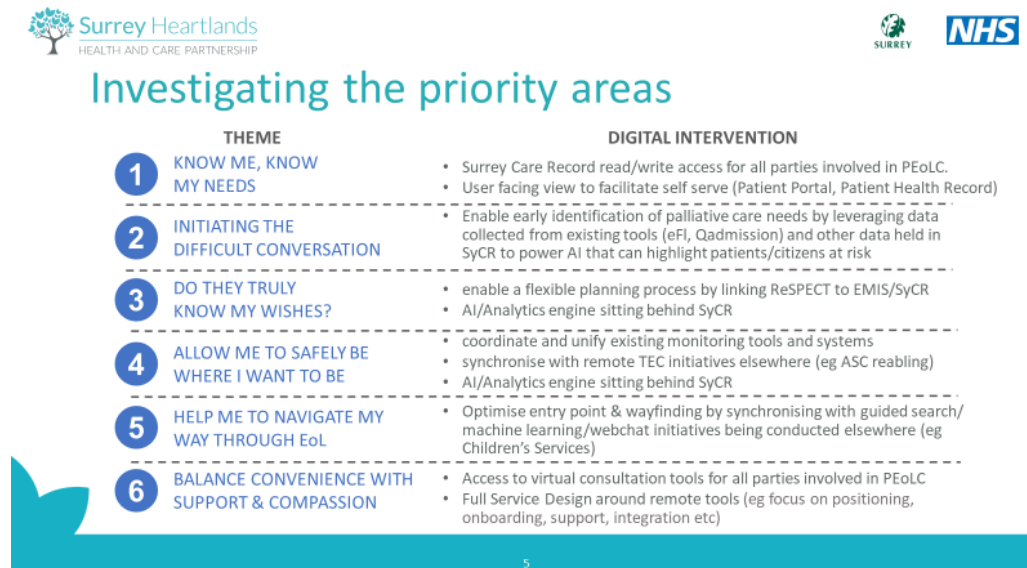 Surrey Heartlands
HEALTH AND CARE PARTNERSHIP
SURREY
NHS
Investigating the priority areas
THEME
DIGITAL INTERVENTION
1
KNOW ME, KNOW
MY NEEDS
• Surrey Care Record read/write access for all parties involved in PEoLC.
• User facing view to facilitate self serve (Patient Portal, Patient Health Record)
2
INITIATING THE
DIFFICULT CONVERSATION
• Enable early identification of palliative care needs by leveraging data
collected from existing tools (eFI, Qadmission) and other data held in
SyCR to power AI that can highlight patients/citizens at risk
3
DO THEY TRULY
KNOW MY WISHES?
• enable a flexible planning process by linking ReSPECT to EMIS/SyCR
• AI/Analytics engine sitting behind SyCR
4
ALLOW ME TO SAFELY BE
WHERE I WANT TO BE
• coordinate and unify existing monitoring tools and systems
• synchronise with remote TEC initiatives elsewhere (eg ASC reabling)
• AI/Analytics engine sitting behind SyCR
5
HELP ME TO NAVIGATE MY
WAY THROUGH EoL
• Optimise entry point & wayfinding by synchronising with guided search/
machine learning/webchat initiatives being conducted elsewhere (eg
Children's Services)
6
BALANCE CONVENIENCE WITH
SUPPORT & COMPASSION
• Access to virtual consultation tools for all parties involved in PEoLC
• Full Service Design around remote tools (eg focus on positioning,
onboarding, support, integration etc)
5